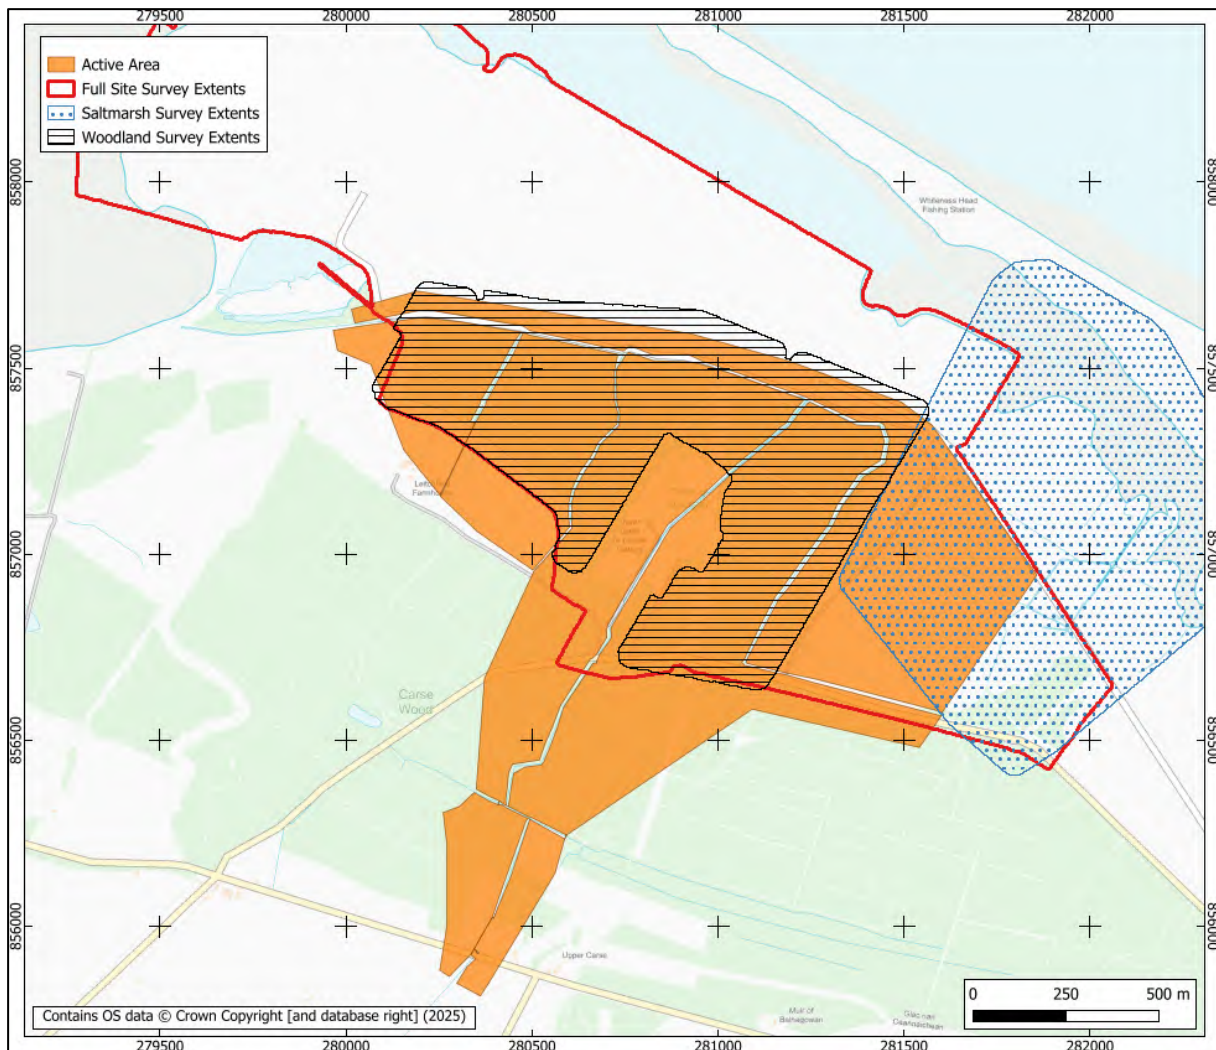 279500 280000 280500 281000 281500 282000
Active Area
Full Site Survey Extents
Saltmarsh Survey Extents
Woodland Survey Extents
858000 858000
Whiteness Head
Fishing Station
857500 857500
857000 857000
Carse
Wood
856500 856500
856000 856000
Upper Carse
Muir of
0 250 500 m
Contains OS data © Crown Copyright [and database right] (2025)
279500 280000 280500 281000 281500 282000